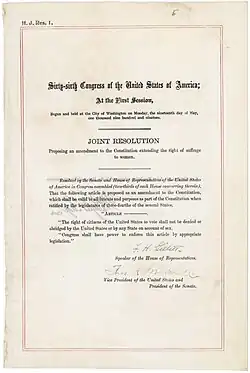 H. J. Res. 1.
Sixty-sixth Congress of the United States of America;
At the First Session,
Begun and held at the City of Washington on Monday, the nineteenth day of May,
one thousand nine hundred and nineteen.
JOINT RESOLUTION
Proposing an amendment to the Constitution extending the right of suffrage
to women.
Resolved by the Senate and House of Representatives of the United States
of America in Congress assembled (two-thirds of each House concurring therein),
That the following article is proposed as an amendment to the Constitution,
which shall be valid to all intents and purposes as part of the Constitution when
ratified by the legislatures of three-fourths of the several States.
"ARTICLE
"The right of citizens of the United States to vote shall not be denied or
abridged by the United States or by any State on account of sex.
"Congress shall have power to enforce this article by appropriate
legislation."
F. H. Gillett
Speaker of the House of Representatives.
Thos. R. Marshall
Vice President of the United States and
President of the Senate.